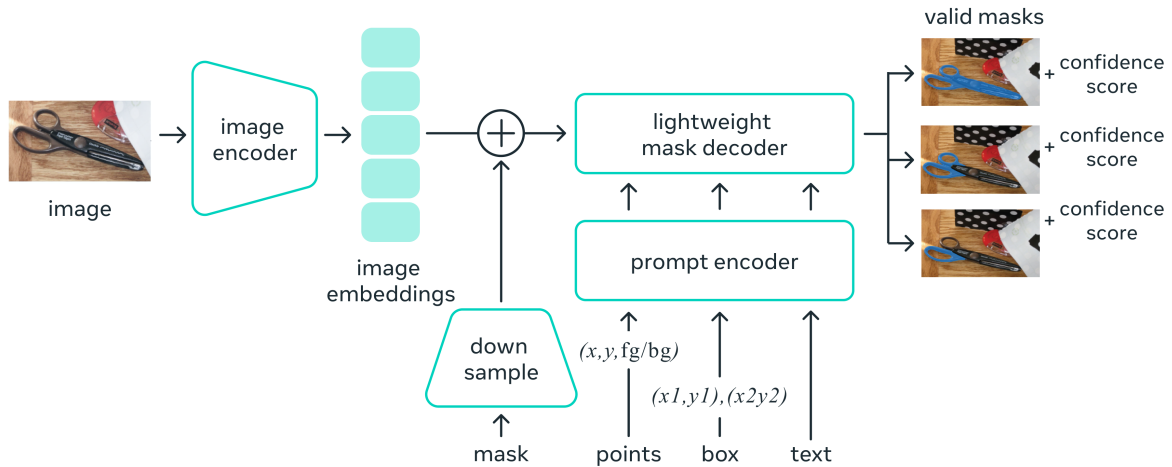 valid masks
image
encoder
image
image
embeddings
lightweight
mask decoder
prompt encoder
down
sample
(x,y,fg/bg)
(x1,y1),(x2y2)
mask
points
box
text
+ confidence
score
+ confidence
score
+ confidence
score